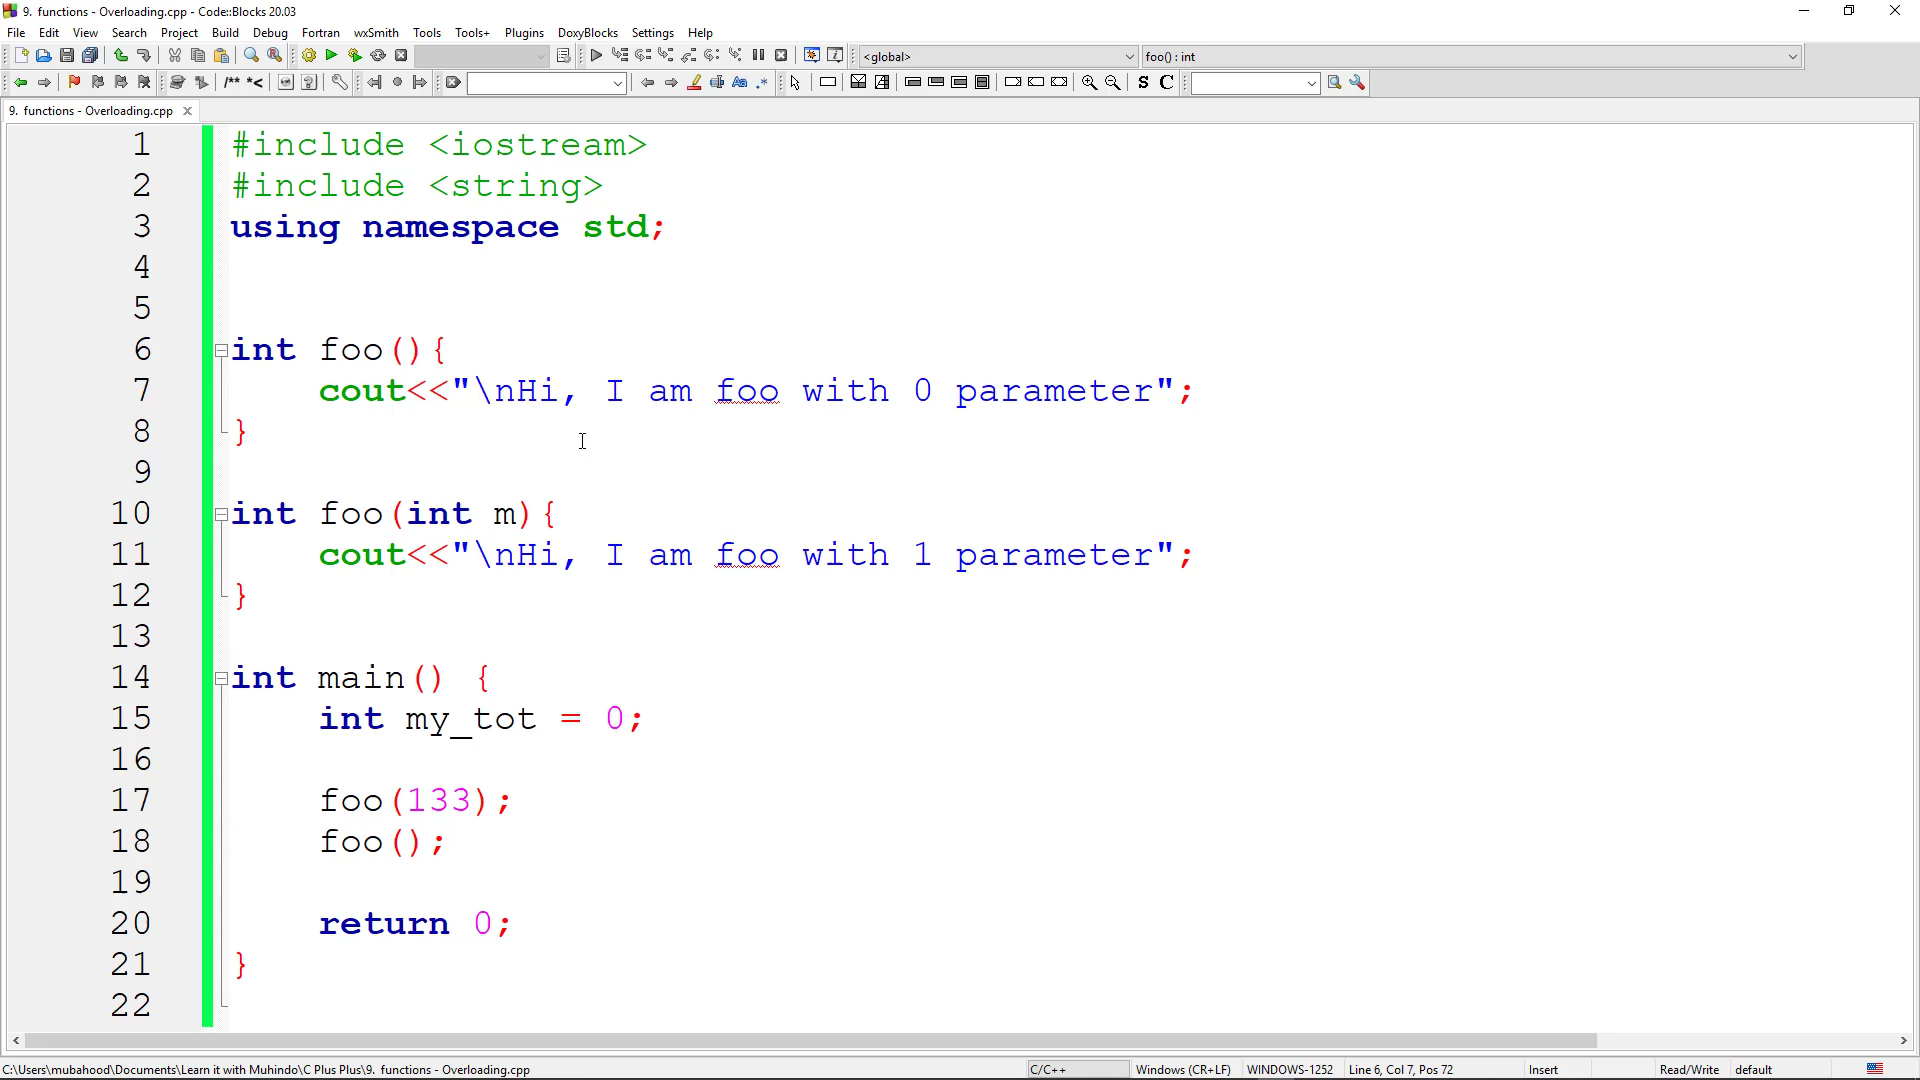 9. functions - Overloading.cpp - Code::Blocks 20.03
File Edit View Search Project Build Debug Fortran wxSmith Tools Tools+ Plugins DoxyBlocks Settings Help
<global> foo() : int
/** *< S C
9. functions - Overloading.cpp
1 #include <iostream>
2 #include <string>
3 using namespace std;
4
5
6 int foo(){
7 cout<<"\nHi, I am foo with 0 parameter";
8 }
9
10 int foo(int m){
11 cout<<"\nHi, I am foo with 1 parameter";
12 }
13
14 int main() {
15 int my_tot = 0;
16
17 foo(133);
18 foo();
19
20 return 0;
21 }
22
C:\Users\mubahood\Documents\Learn it with Muhindo\C Plus Plus\9. functions - Overloading.cpp C/C++ Windows (CR+LF) WINDOWS-1252 Line 6, Col 7, Pos 72 Insert Read/Write default